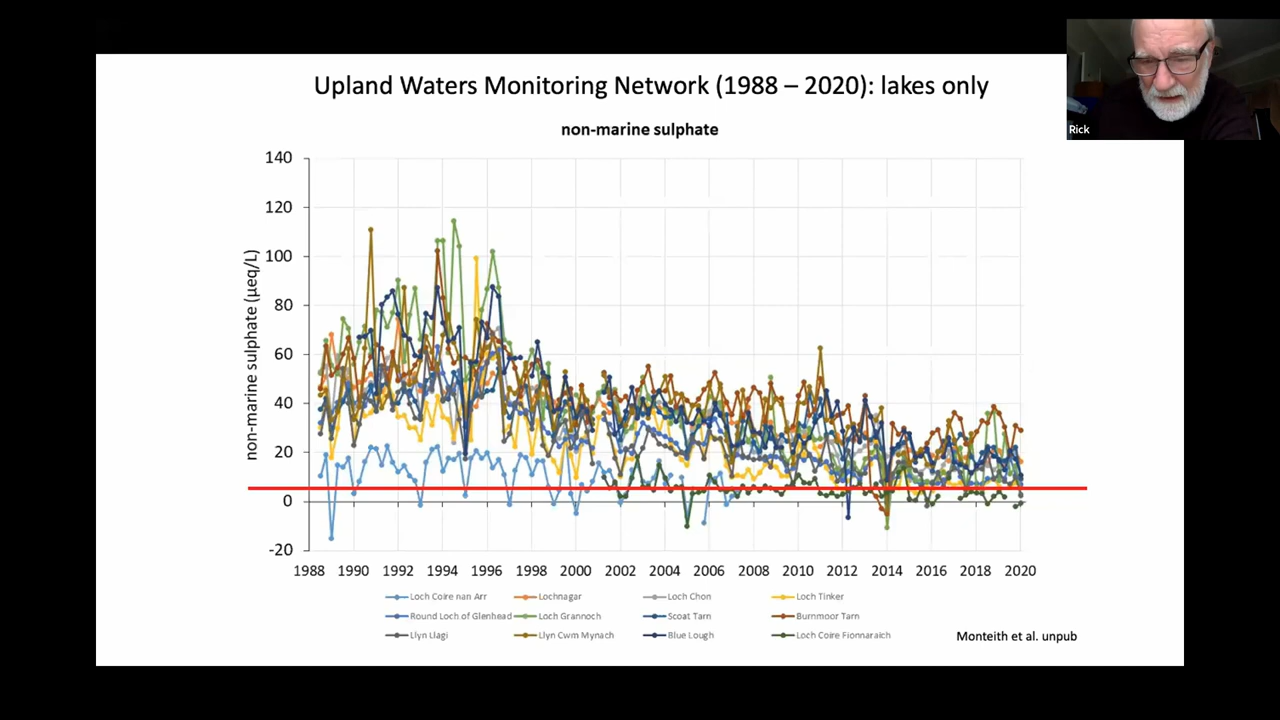 Upland Waters Monitoring Network (1988 – 2020): lakes only
Rick
non-marine sulphate
non-marine sulphate (µeq/L)
140
120
100
80
60
40
20
0
-20
1988 1990 1992 1994 1996 1998 2000 2002 2004 2006 2008 2010 2012 2014 2016 2018 2020
Loch Coire nan Arr Lochnagar Loch Chon Loch Tinker
Round Loch of Glenhead Loch Grannoch Scoat Tarn Burnmoor Tarn
Llyn Llagi Llyn Cwm Mynach Blue Lough Loch Coire Fionnaraich
Monteith et al. unpub